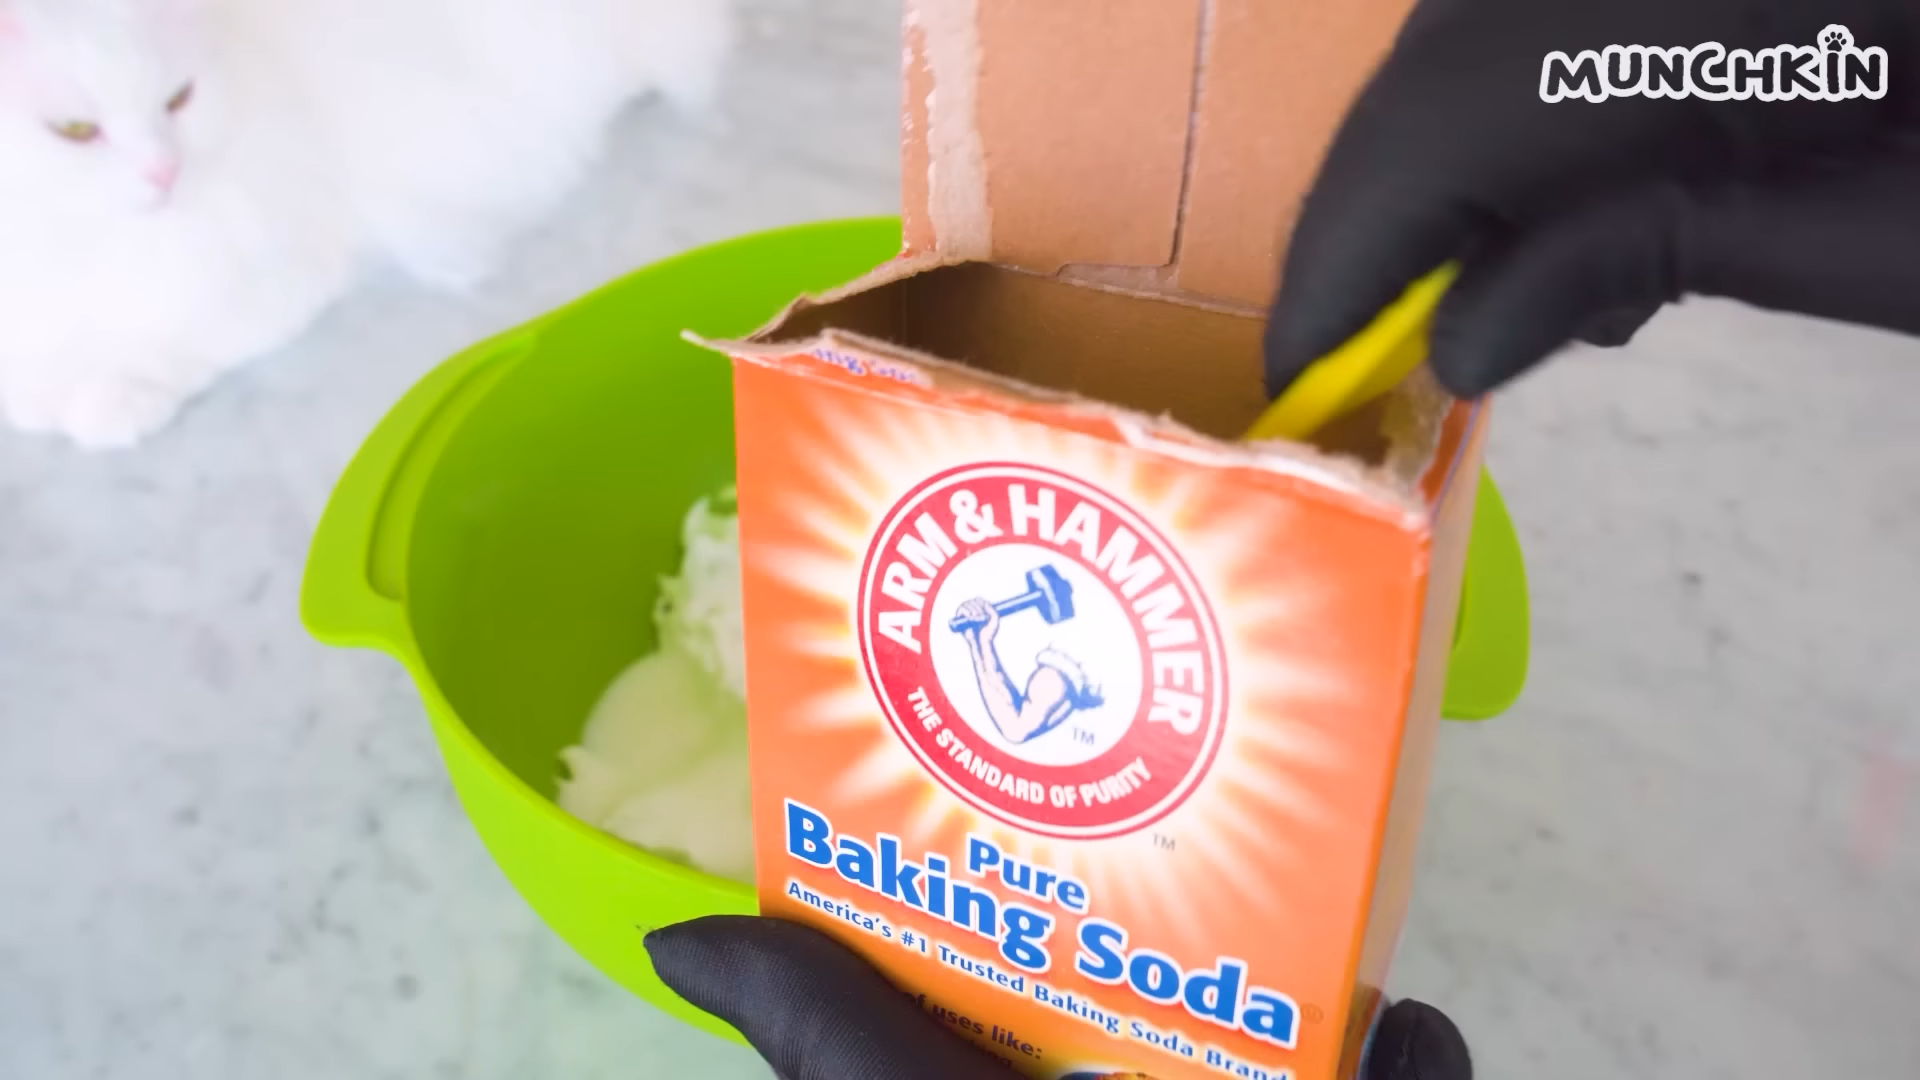 MUNCHKIN
ARM & HAMMER
THE STANDARD OF PURITY
TM
TM
Pure
Baking Soda
America's #1 Trusted Baking Soda Brand
of uses like: